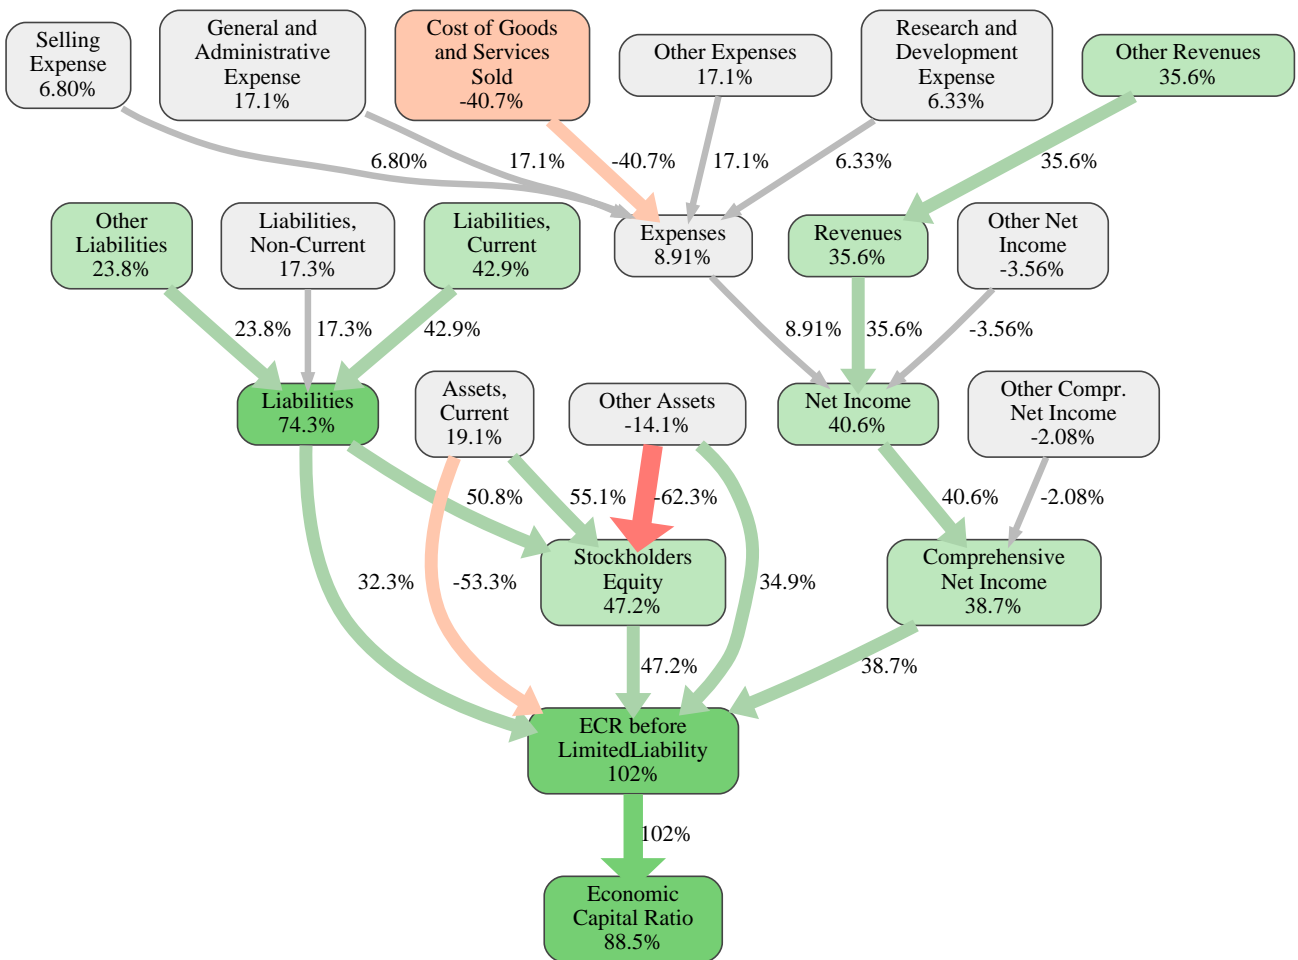 Selling
Expense
6.80%
General and
Administrative
Expense
17.1%
Cost of Goods
and Services
Sold
-40.7%
Other Expenses
17.1%
Research and
Development
Expense
6.33%
Other Revenues
35.6%
6.80%
17.1%
-40.7%
17.1%
6.33%
35.6%
Other
Liabilities
23.8%
Liabilities,
Non-Current
17.3%
Liabilities,
Current
42.9%
Expenses
8.91%
Revenues
35.6%
Other Net
Income
-3.56%
23.8%
17.3%
42.9%
8.91%
35.6%
-3.56%
Liabilities
74.3%
Assets,
Current
19.1%
Other Assets
-14.1%
Net Income
40.6%
Other Compr.
Net Income
-2.08%
50.8%
55.1%
-62.3%
40.6%
-2.08%
Stockholders
Equity
47.2%
Comprehensive
Net Income
38.7%
32.3%
-53.3%
34.9%
47.2%
38.7%
ECR before
LimitedLiability
102%
102%
Economic
Capital Ratio
88.5%